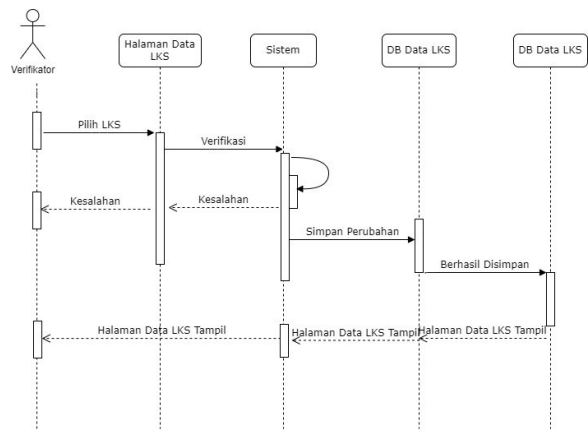 Verifikator
Halaman Data
LKS
Sistem
DB Data LKS
DB Data LKS
Pilih LKS
Verifikasi
Kesalahan
Kesalahan
Simpan Perubahan
Berhasil Disimpan
Halaman Data LKS Tampil
Halaman Data LKS Tampil
Halaman Data LKS Tampil